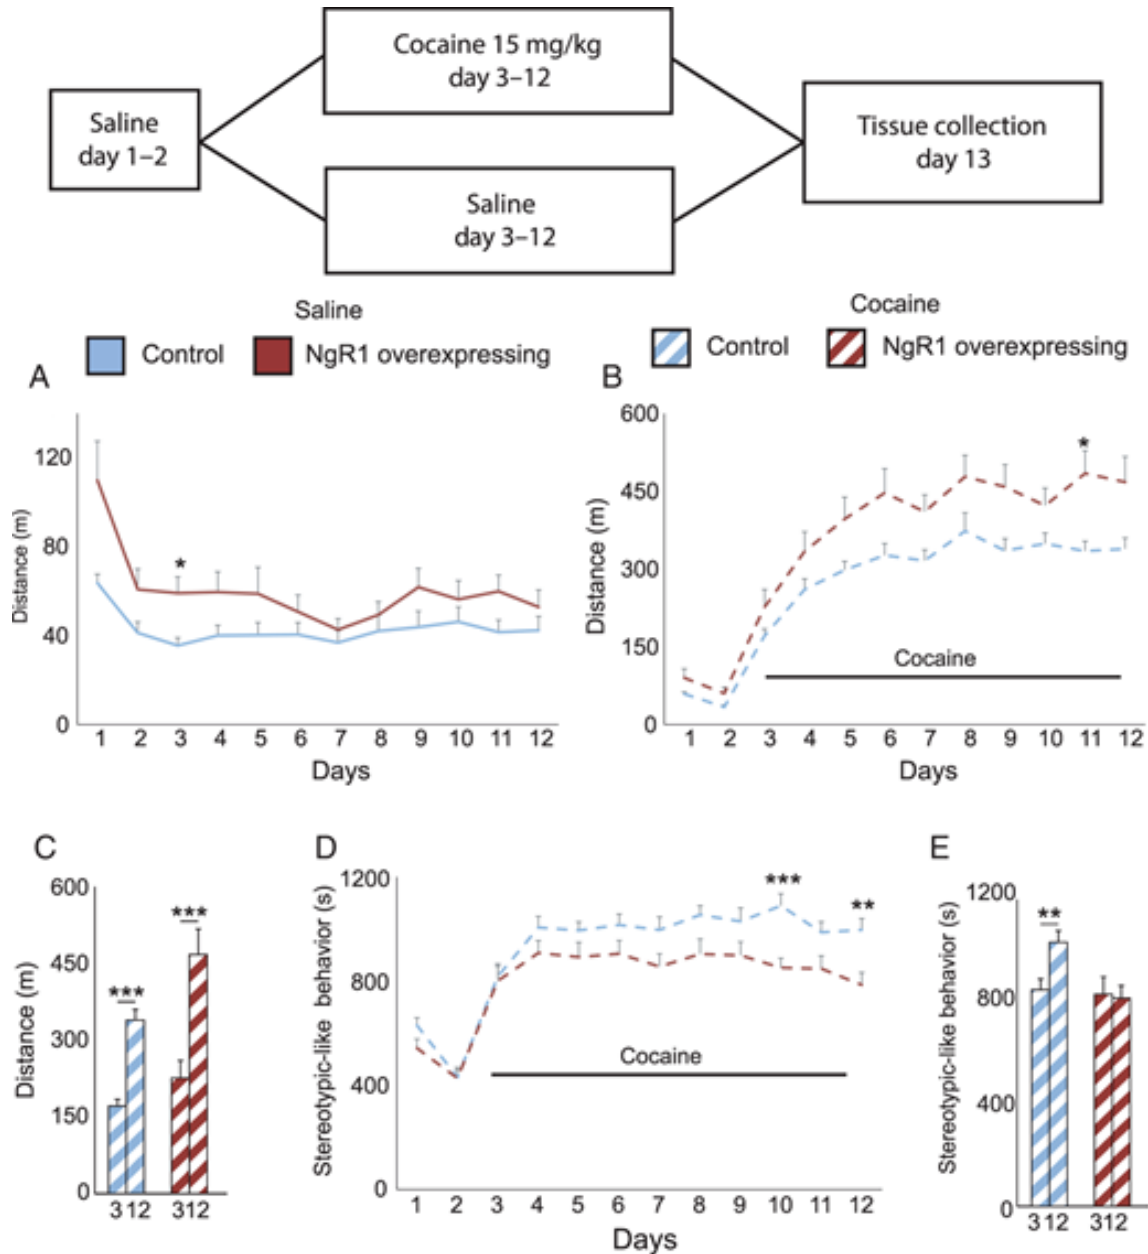 Cocaine 15 mg/kg
day 3–12
Saline
day 1–2
Tissue collection
day 13
Saline
day 3–12
Saline
Control
NgR1 overexpressing
Cocaine
Control
NgR1 overexpressing
A
Distance (m)
120
80
40
0
*
1 2 3 4 5 6 7 8 9 10 11 12
Days
B
Distance (m)
600
450
300
150
0
*
Cocaine
1 2 3 4 5 6 7 8 9 10 11 12
Days
C
Distance (m)
600
450
300
150
0
***
***
3 12
3 12
D
Stereotypic-like behavior (s)
1200
800
400
0
***
**
Cocaine
1 2 3 4 5 6 7 8 9 10 11 12
Days
E
Stereotypic-like behavior (s)
1200
800
400
0
**
3 12
3 12